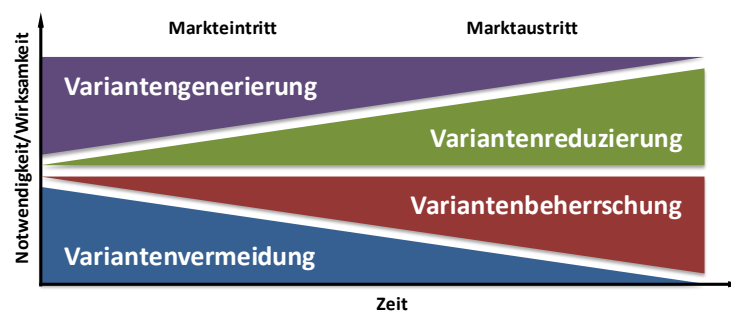 Markteintritt Marktaustritt
Notwendigkeit/Wirksamkeit
Variantengenerierung
Variantenreduzierung
Variantenbeherrschung
Variantenvermeidung
Zeit